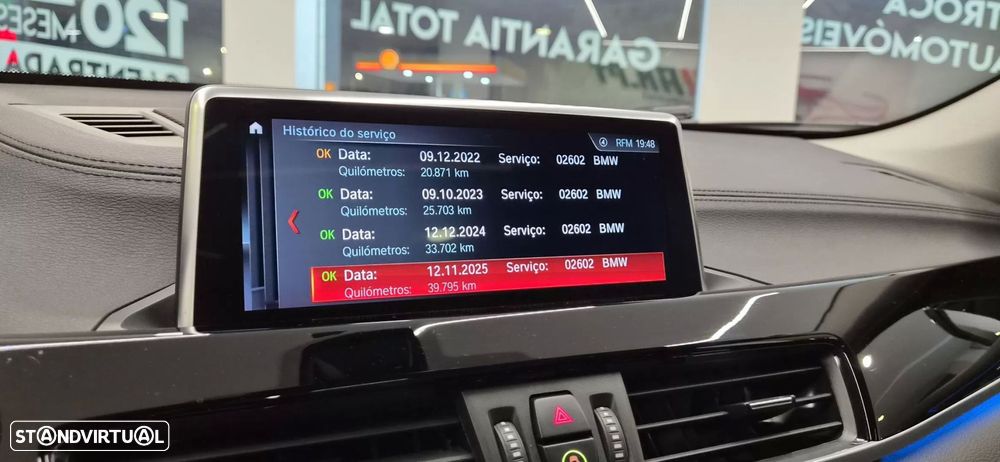 120
MESES
C/ ENTRADA
GARANTIA TOTAL
TROCA
AUTOMÓVEIS
Histórico do serviço
4 RFM 19:48
OK Data: 09.12.2022 Serviço: 02602 BMW
Quilómetros: 20.871 km
OK Data: 09.10.2023 Serviço: 02602 BMW
Quilómetros: 25.703 km
OK Data: 12.12.2024 Serviço: 02602 BMW
Quilómetros: 33.702 km
OK Data: 12.11.2025 Serviço: 02602 BMW
Quilómetros: 39.795 km
STANDVIRTUAL